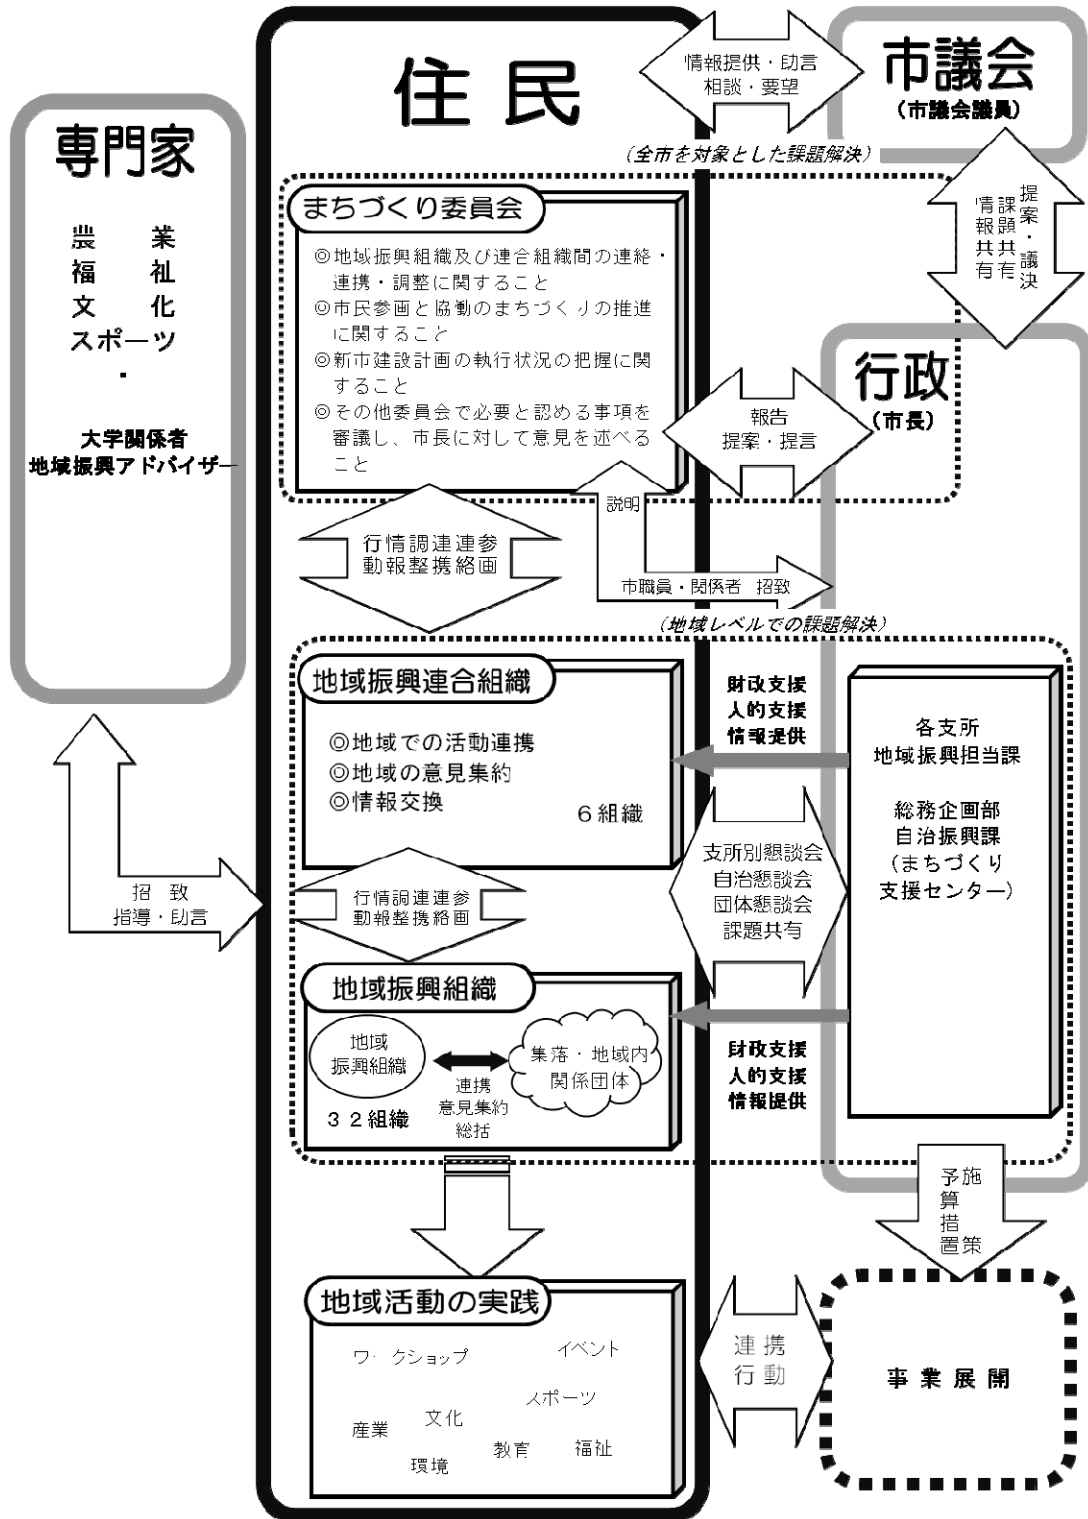 住民
情報提供・助言
相談・要望
市議会
(市議会議員)
専門家
農業
福祉
文化
スポーツ
・
大学関係者
地域振興アドバイザー
(全市を対象とした課題解決)
まちづくり委員会
◎地域振興組織及び連合組織間の連絡・
連携・調整に関すること
◎市民参画と協働のまちづくりの推進
に関すること
◎新市建設計画の執行状況の把握に関
すること
◎その他委員会で必要と認める事項を
審議し、市長に対して意見を述べる
こと
提案・議決
課題共有
情報共有
行政
(市長)
報告
提案・提言
説明
市職員・関係者 招致
行情調連連参
動報整携絡画
(地域レベルでの課題解決)
地域振興連合組織
◎地域での活動連携
◎地域の意見集約
◎情報交換
6組織
財政支援
人的支援
情報提供
各支所
地域振興担当課
総務企画部
自治振興課
(まちづくり
支援センター)
支所別懇談会
自治懇談会
団体懇談会
課題共有
招致
指導・助言
行情調連連参
動報整携絡画
地域振興組織
地域
振興組織
32組織
連携
意見集約
総括
集落・地域内
関係団体
財政支援
人的支援
情報提供
施策
予算措置
地域活動の実践
ワークショップ
イベント
スポーツ
産業
文化
環境
教育
福祉
連携
行動
事業展開